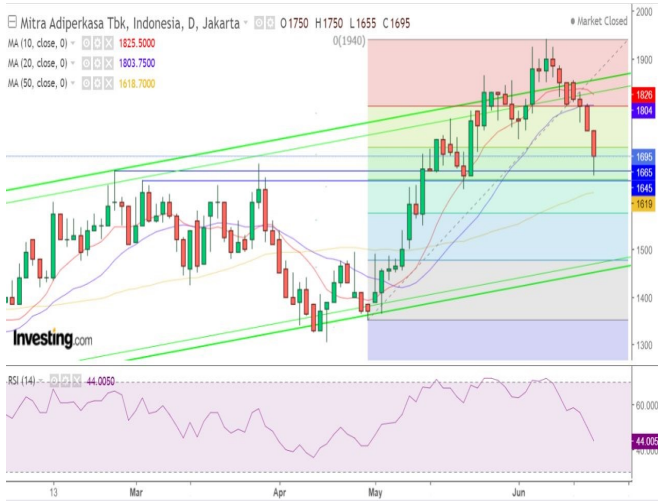 Mitra Adiperkasa Tbk, Indonesia, D, Jakarta O1750 H1750 L1655 C1695
Market Closed
MA (10, close, 0) 1825.5000
MA (20, close, 0) 1803.7500
MA (50, close, 0) 1618.7000
0(1940)
2000
1900
1826
1804
1695
1665
1645
1619
1500
1400
1300
Investing.com
RSI (14) 44.0050
60.000
44.005
40.000
13 Mar Apr May Jun